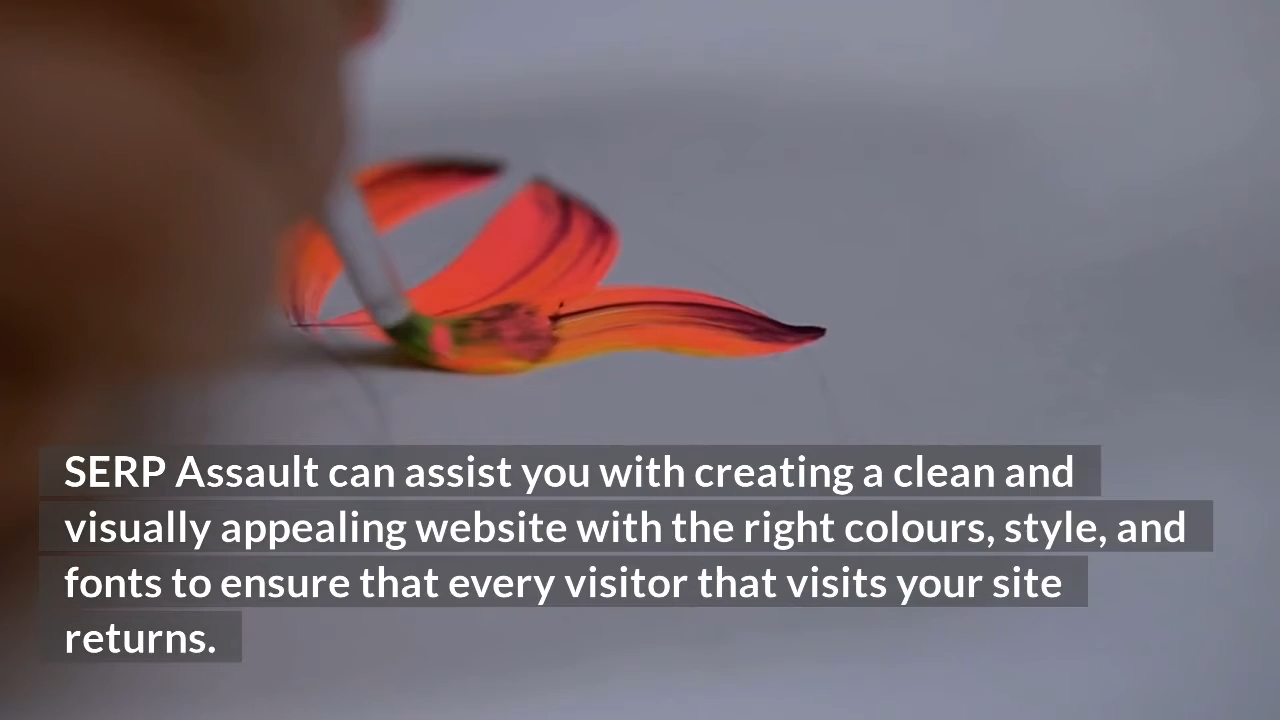 SERP Assault can assist you with creating a clean and
visually appealing website with the right colours, style, and
fonts to ensure that every visitor that visits your site
returns.